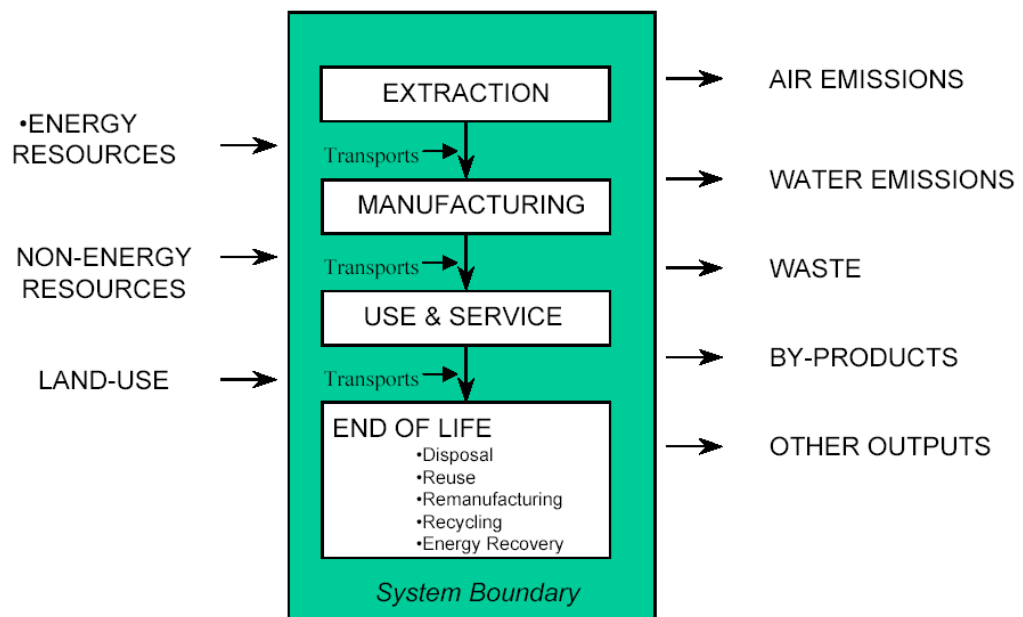 •ENERGY
RESOURCES
NON-ENERGY
RESOURCES
LAND-USE
EXTRACTION
Transports
MANUFACTURING
Transports
USE & SERVICE
Transports
END OF LIFE
•Disposal
•Reuse
•Remanufacturing
•Recycling
•Energy Recovery
System Boundary
AIR EMISSIONS
WATER EMISSIONS
WASTE
BY-PRODUCTS
OTHER OUTPUTS